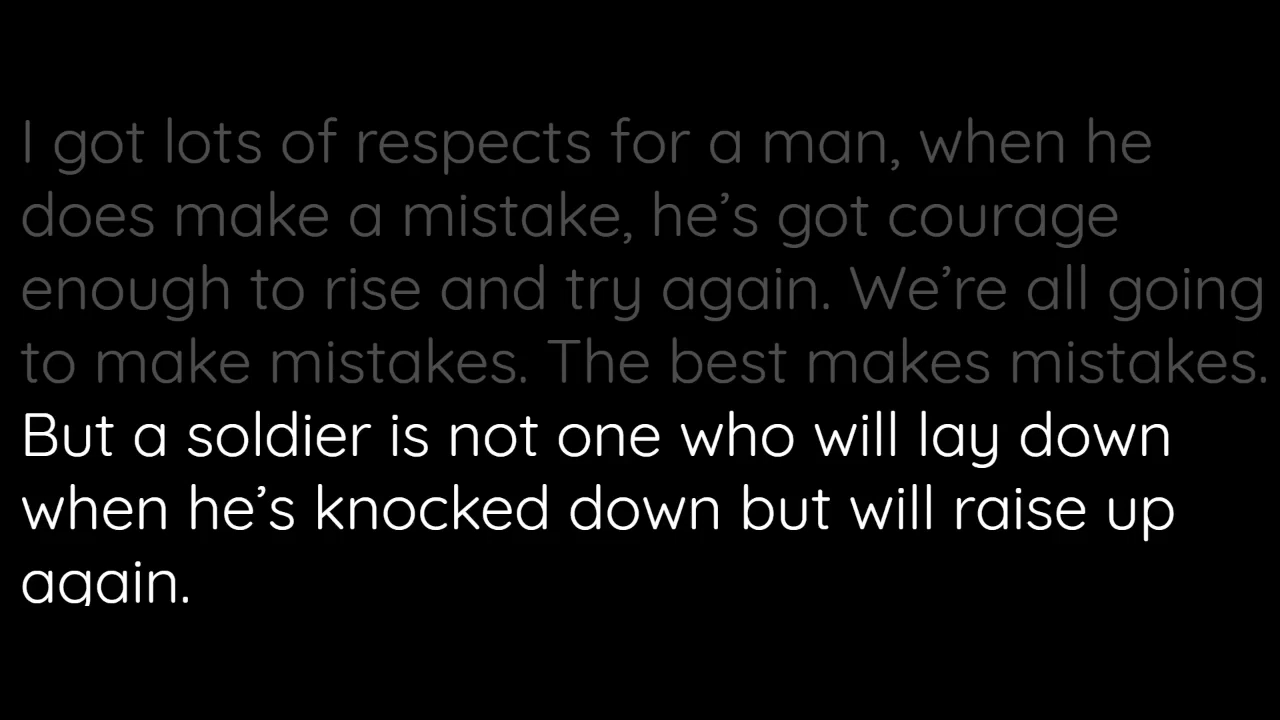 I got lots of respects for a man, when he
does make a mistake, he’s got courage
enough to rise and try again. We’re all going
to make mistakes. The best makes mistakes.
But a soldier is not one who will lay down
when he’s knocked down but will raise up
again.